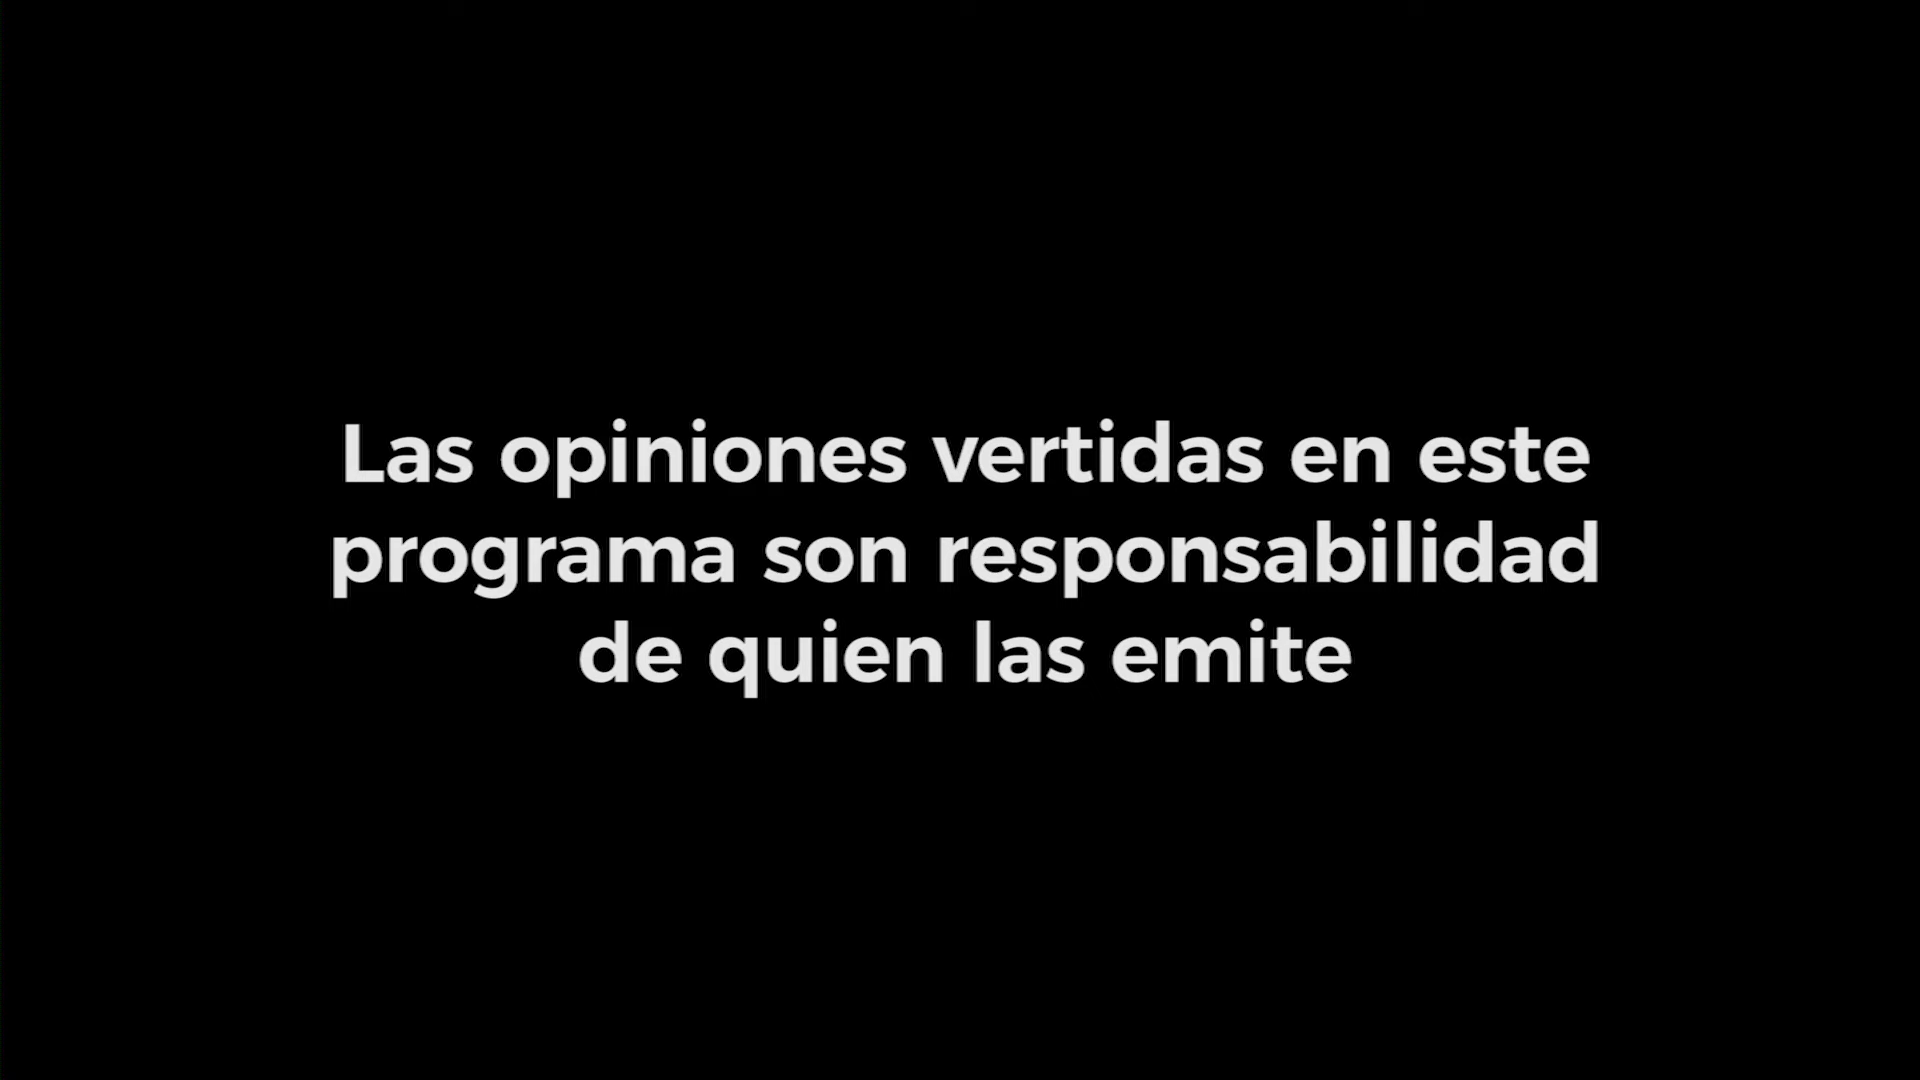 Las opiniones vertidas en este
programa son responsabilidad
de quien las emite